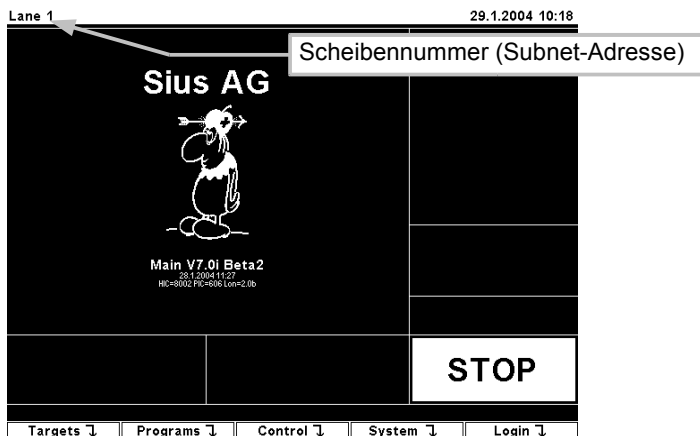 Lane 1
29.1.2004 10:18
Scheibennummer (Subnet-Adresse)
Sius AG
Main V7.0i Beta2
28.1.2004 11:27
HIC=8002 PIC=606 Lon=2.0b
STOP
Targets Programs Control System Login